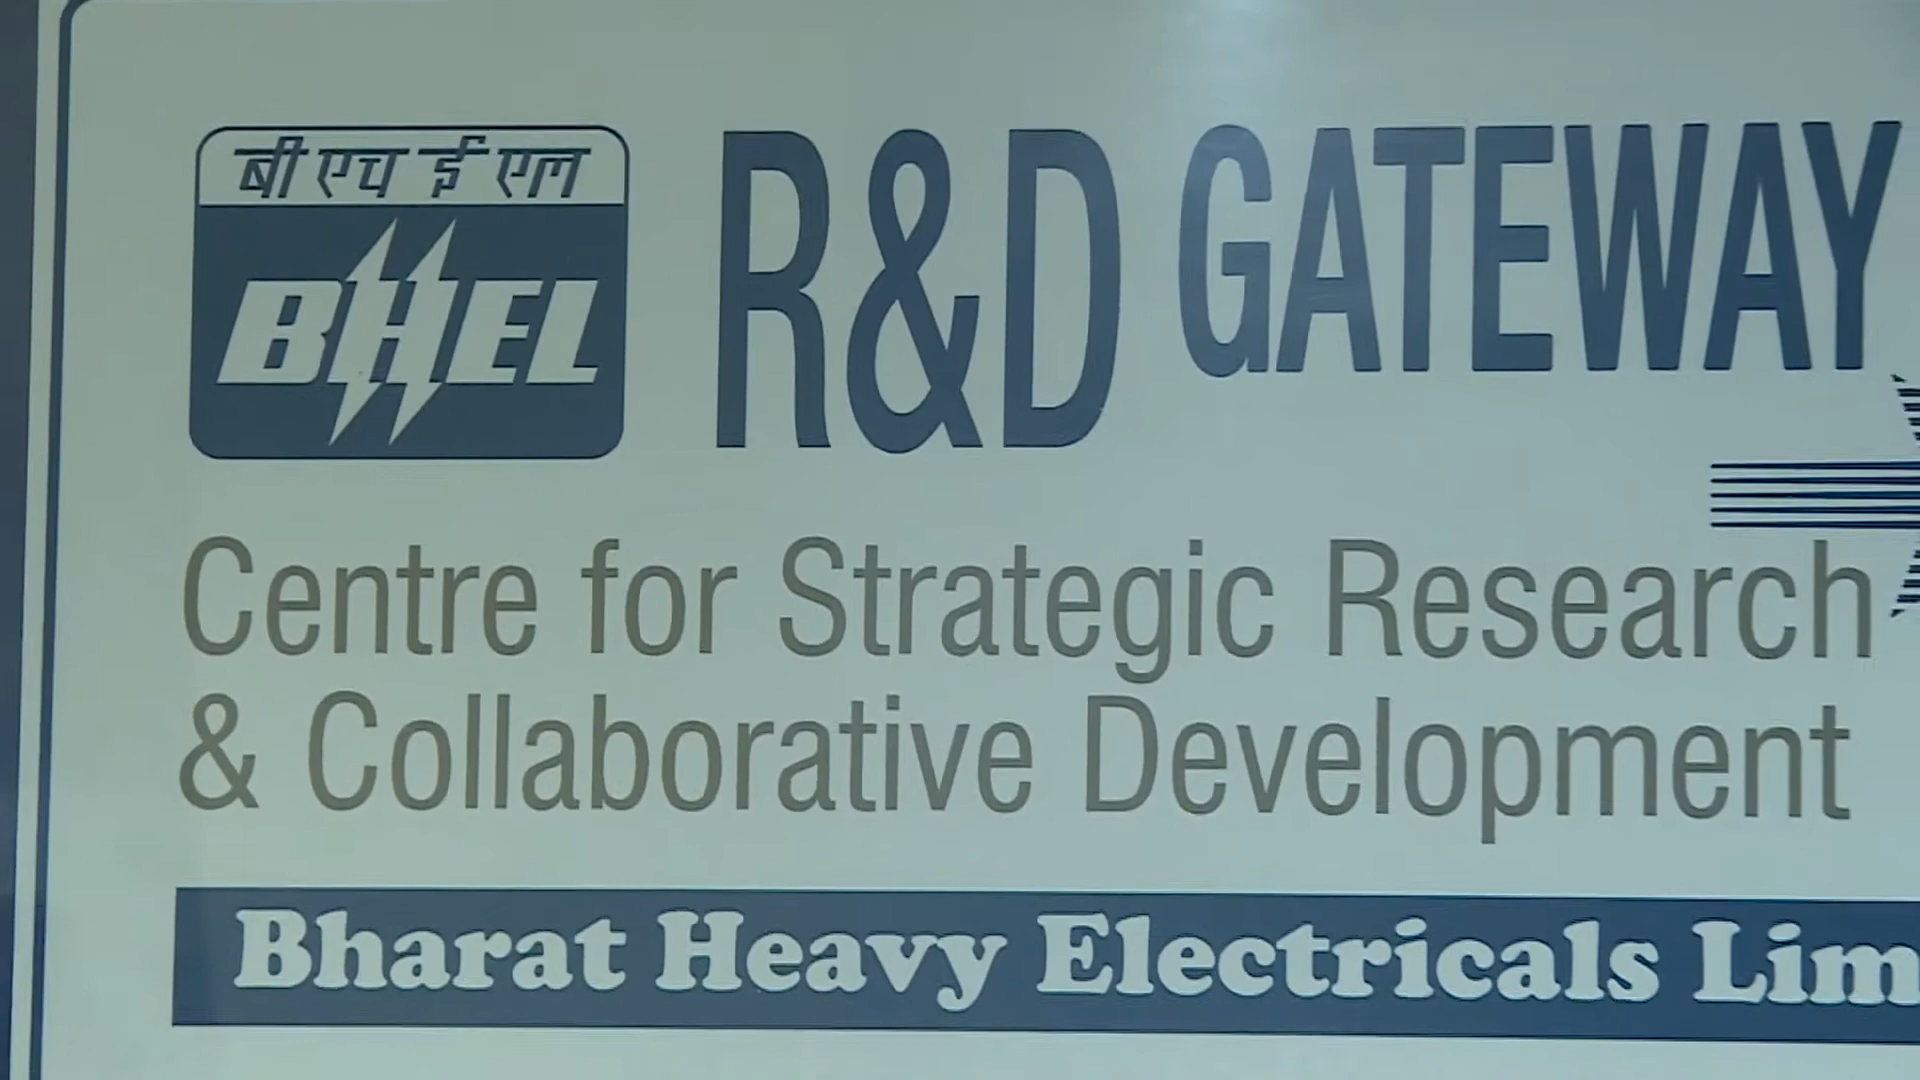 बी एच ई एल
BHEL
R&D GATEWAY
Centre for Strategic Research
& Collaborative Development
Bharat Heavy Electricals Lim